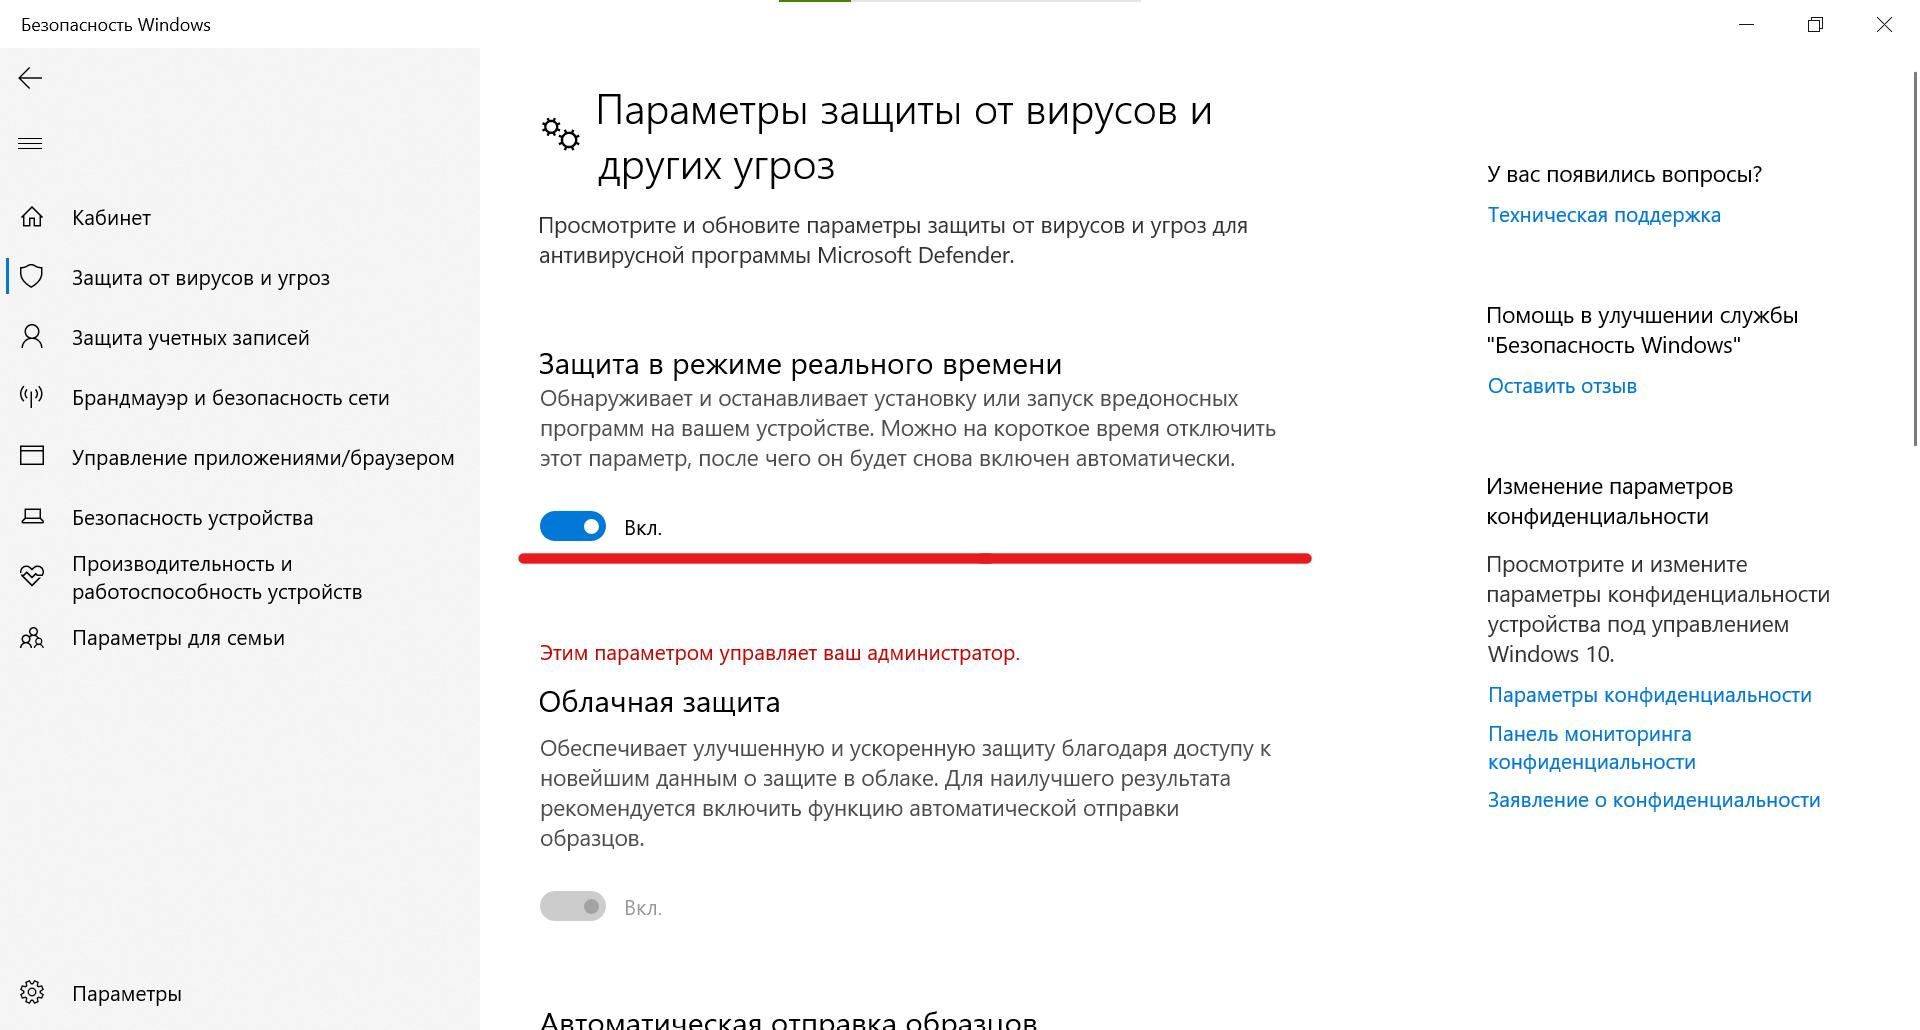 Безопасность Windows
Кабинет
Защита от вирусов и угроз
Защита учетных записей
Брандмауэр и безопасность сети
Управление приложениями/браузером
Безопасность устройства
Производительность и
работоспособность устройств
Параметры для семьи
Параметры
Параметры защиты от вирусов и
других угроз
Просмотрите и обновите параметры защиты от вирусов и угроз для
антивирусной программы Microsoft Defender.
Защита в режиме реального времени
Обнаруживает и останавливает установку или запуск вредоносных
программ на вашем устройстве. Можно на короткое время отключить
этот параметр, после чего он будет снова включен автоматически.
Вкл.
Этим параметром управляет ваш администратор.
Облачная защита
Обеспечивает улучшенную и ускоренную защиту благодаря доступу к
новейшим данным о защите в облаке. Для наилучшего результата
рекомендуется включить функцию автоматической отправки
образцов.
Вкл.
Автоматическая отправка образцов
У вас появились вопросы?
Техническая поддержка
Помощь в улучшении службы
"Безопасность Windows"
Оставить отзыв
Изменение параметров
конфиденциальности
Просмотрите и измените
параметры конфиденциальности
устройства под управлением
Windows 10.
Параметры конфиденциальности
Панель мониторинга
конфиденциальности
Заявление о конфиденциальности